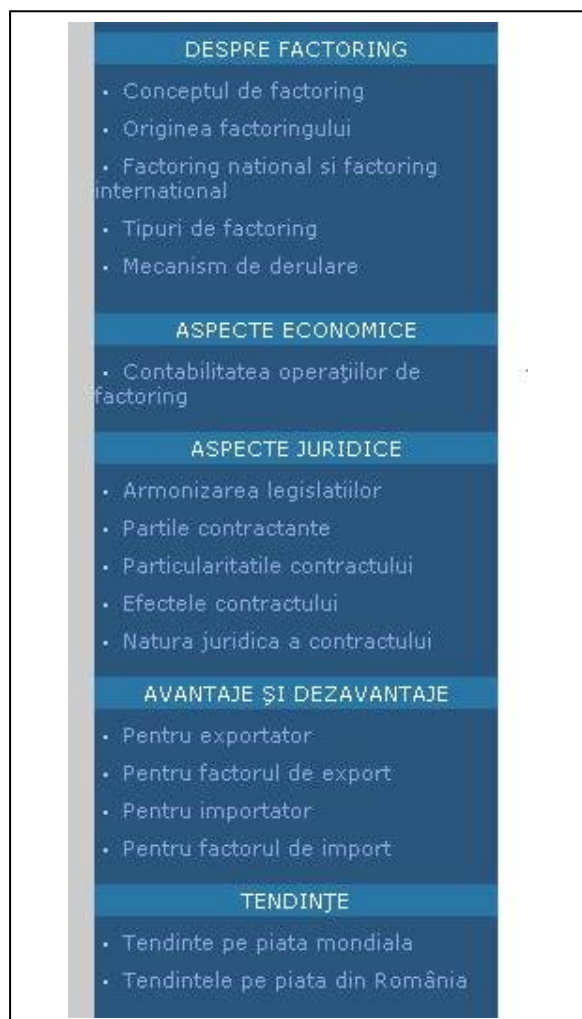 DESPRE FACTORING
• Conceptul de factoring
• Originea factoringului
• Factoring national si factoring
international
• Tipuri de factoring
• Mecanism de derulare
ASPECTE ECONOMICE
• Contabilitatea operaţiilor de
factoring
ASPECTE JURIDICE
• Armonizarea legislatiilor
• Partile contractante
• Particularitatile contractului
• Efectele contractului
• Natura juridica a contractului
AVANTAJE ŞI DEZAVANTAJE
• Pentru exportator
• Pentru factorul de export
• Pentru importator
• Pentru factorul de import
TENDINŢE
• Tendinte pe piata mondiala
• Tendintele pe piata din România